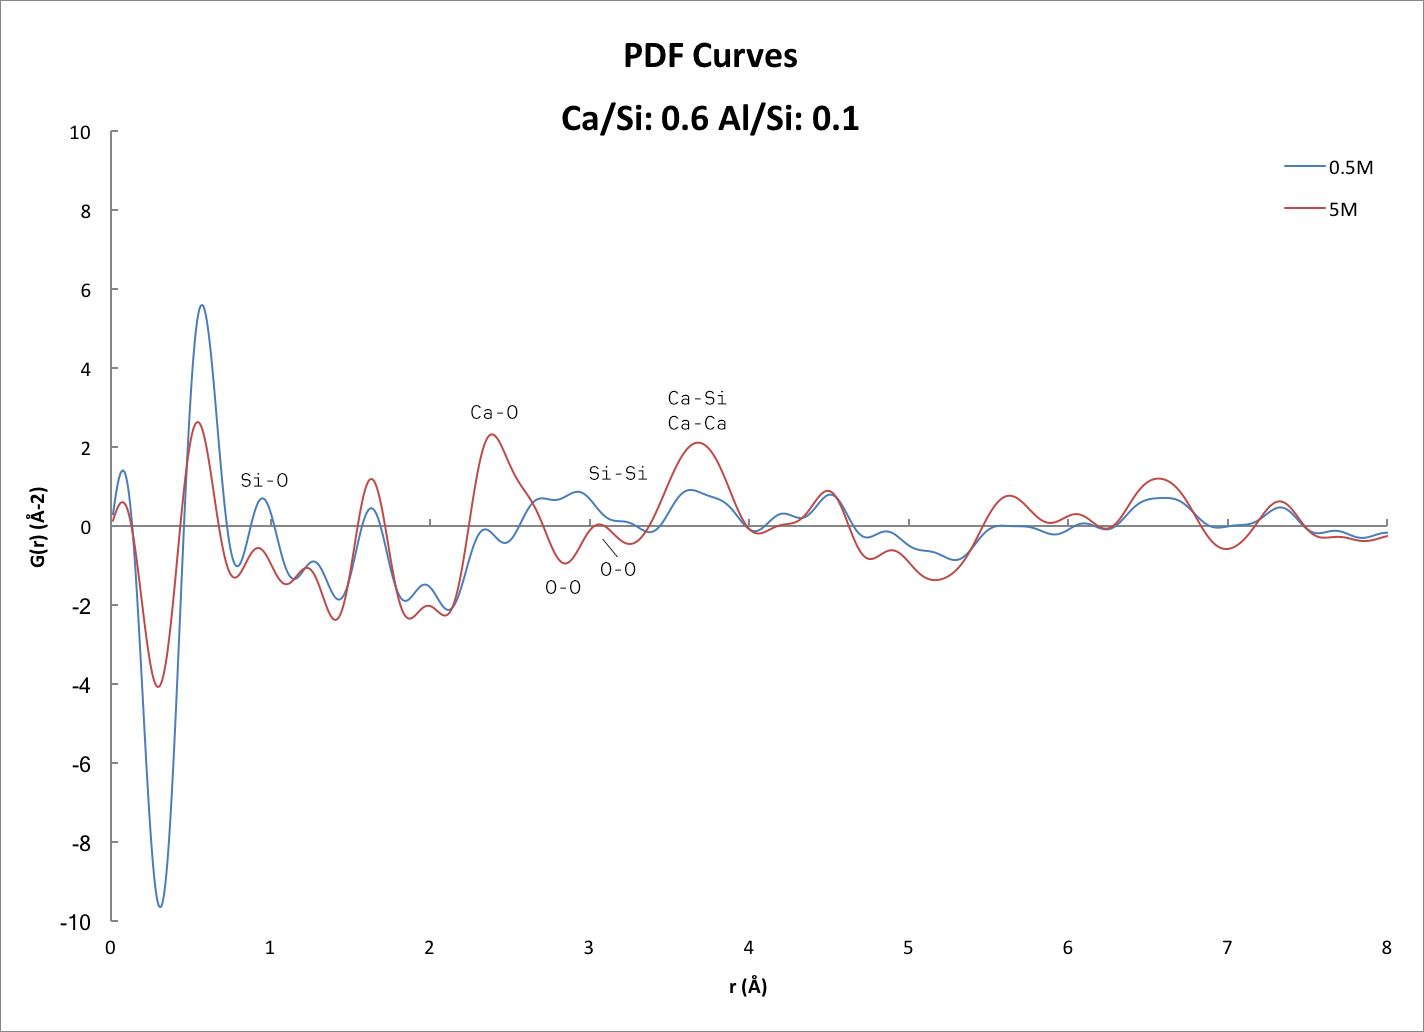 PDF Curves
Ca/Si: 0.6 Al/Si: 0.1
10
8
6
4
2
0
-2
-4
-6
-8
-10
G(r) (Å-2)
0.5M
5M
Si-O
Ca-O
Si-Si
Ca-Si
Ca-Ca
O-O
O-O
0 1 2 3 4 5 6 7 8
r (Å)